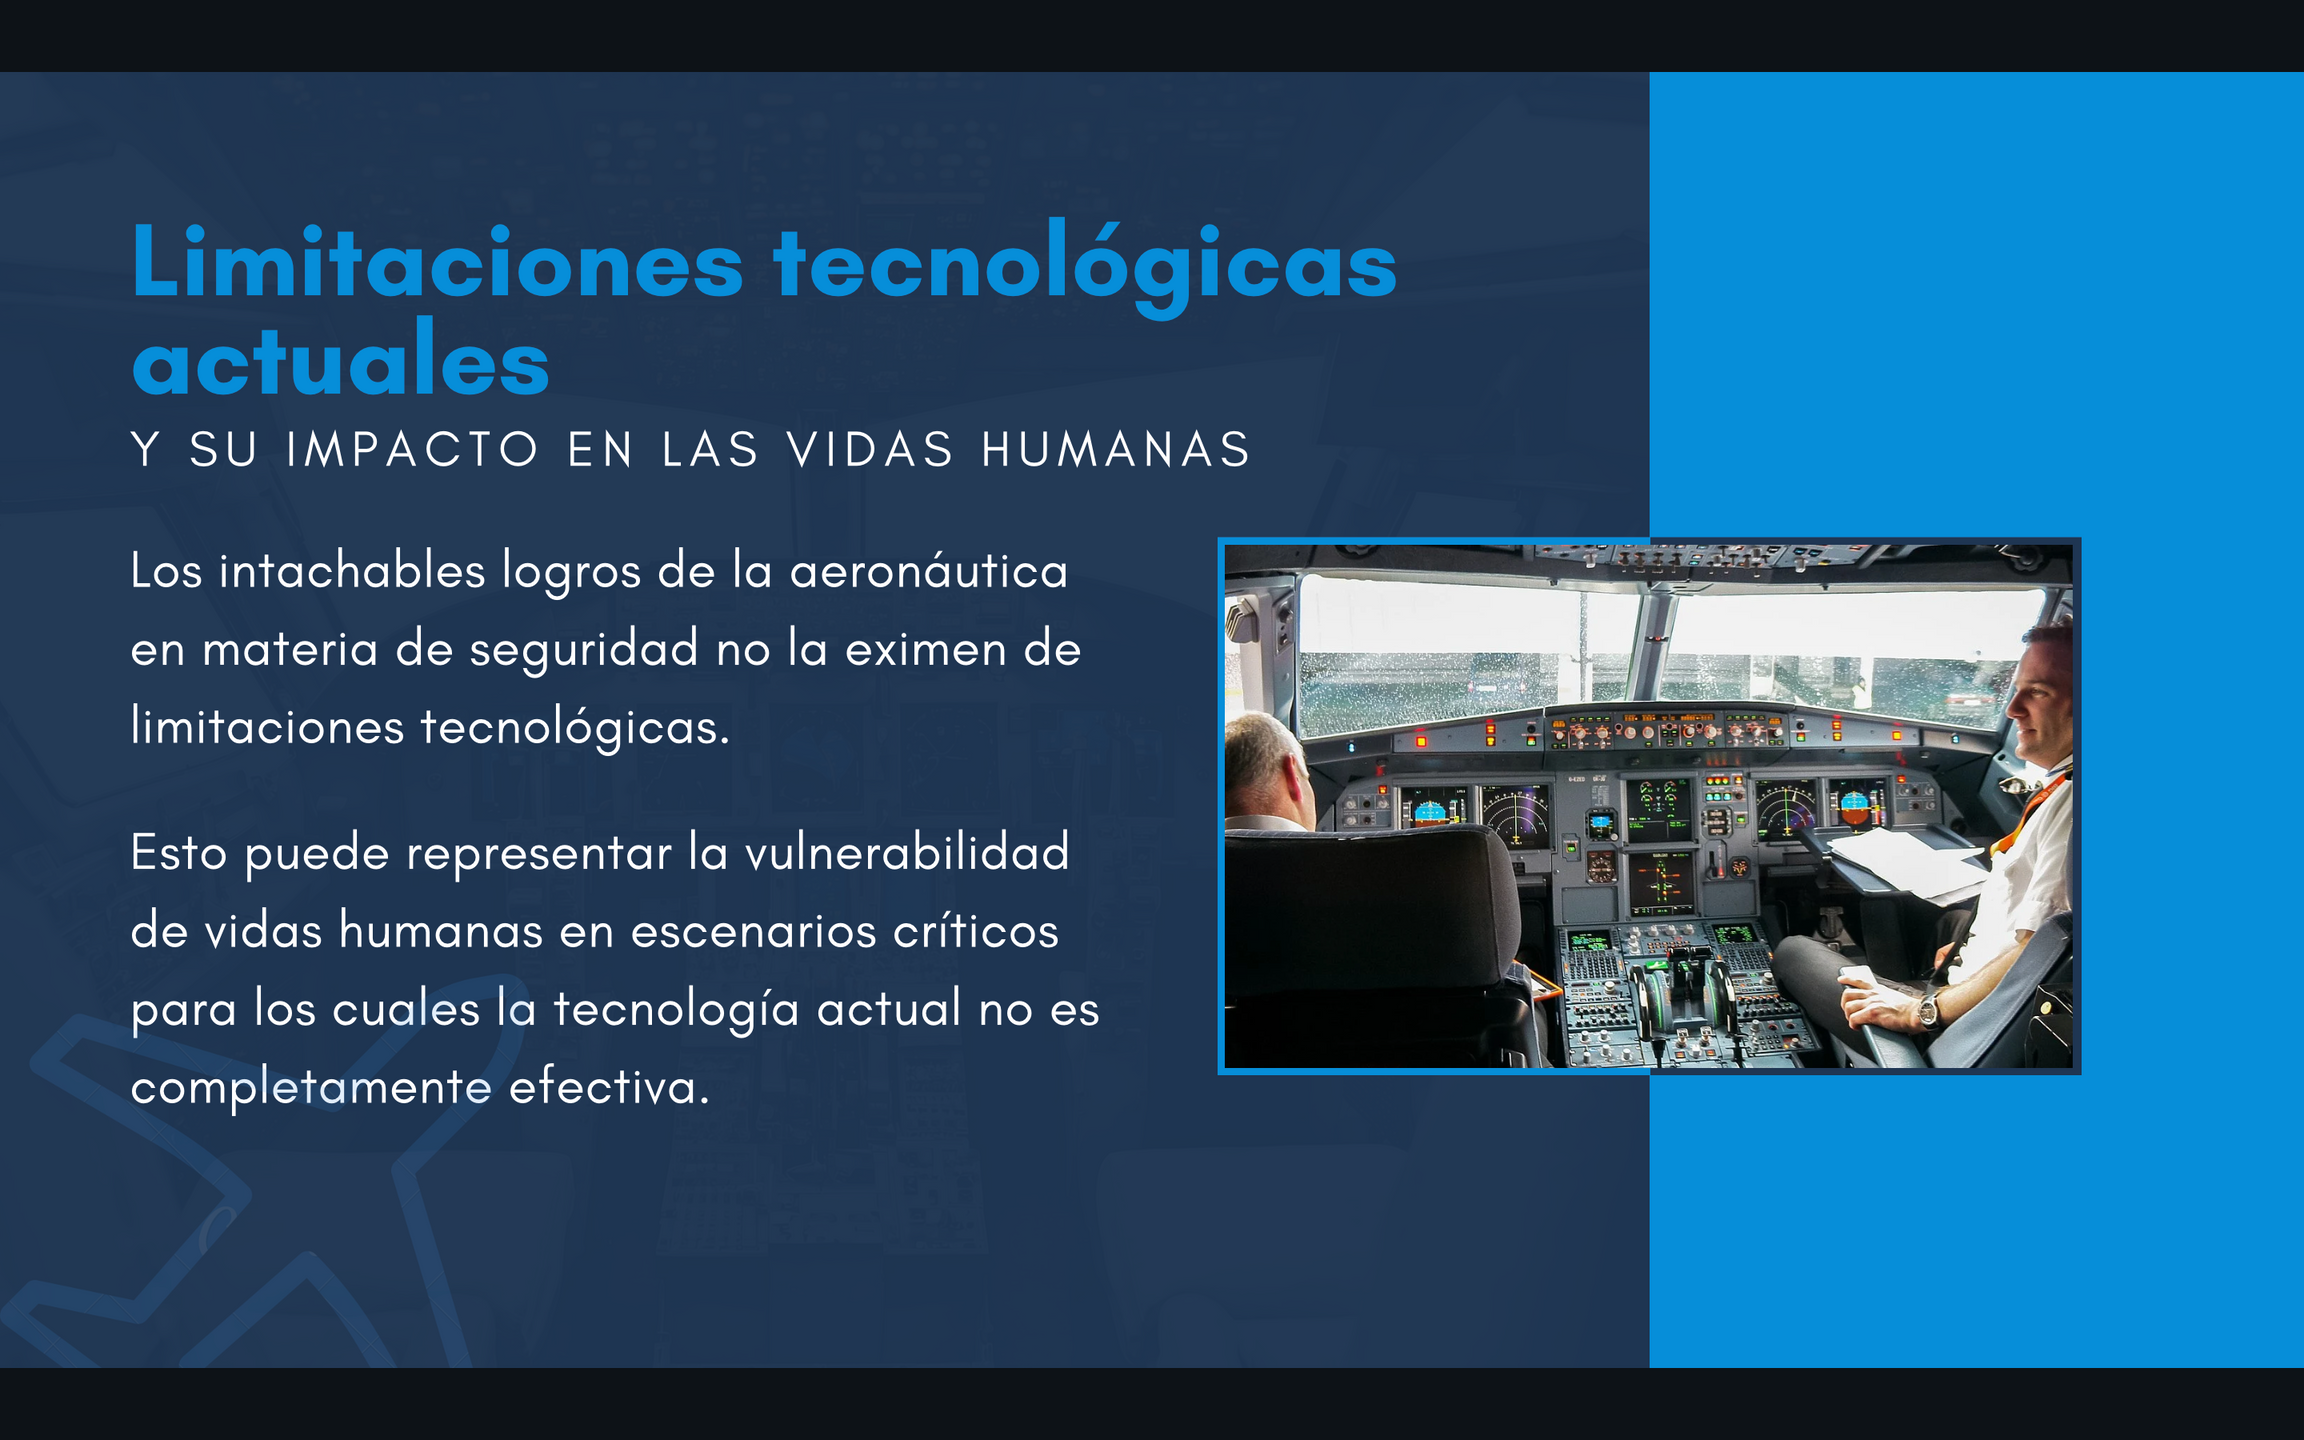 Limitaciones tecnológicas
actuales
Y SU IMPACTO EN LAS VIDAS HUMANAS
Los intachables logros de la aeronáutica
en materia de seguridad no la eximen de
limitaciones tecnológicas.
Esto puede representar la vulnerabilidad
de vidas humanas en escenarios críticos
para los cuales la tecnología actual no es
completamente efectiva.